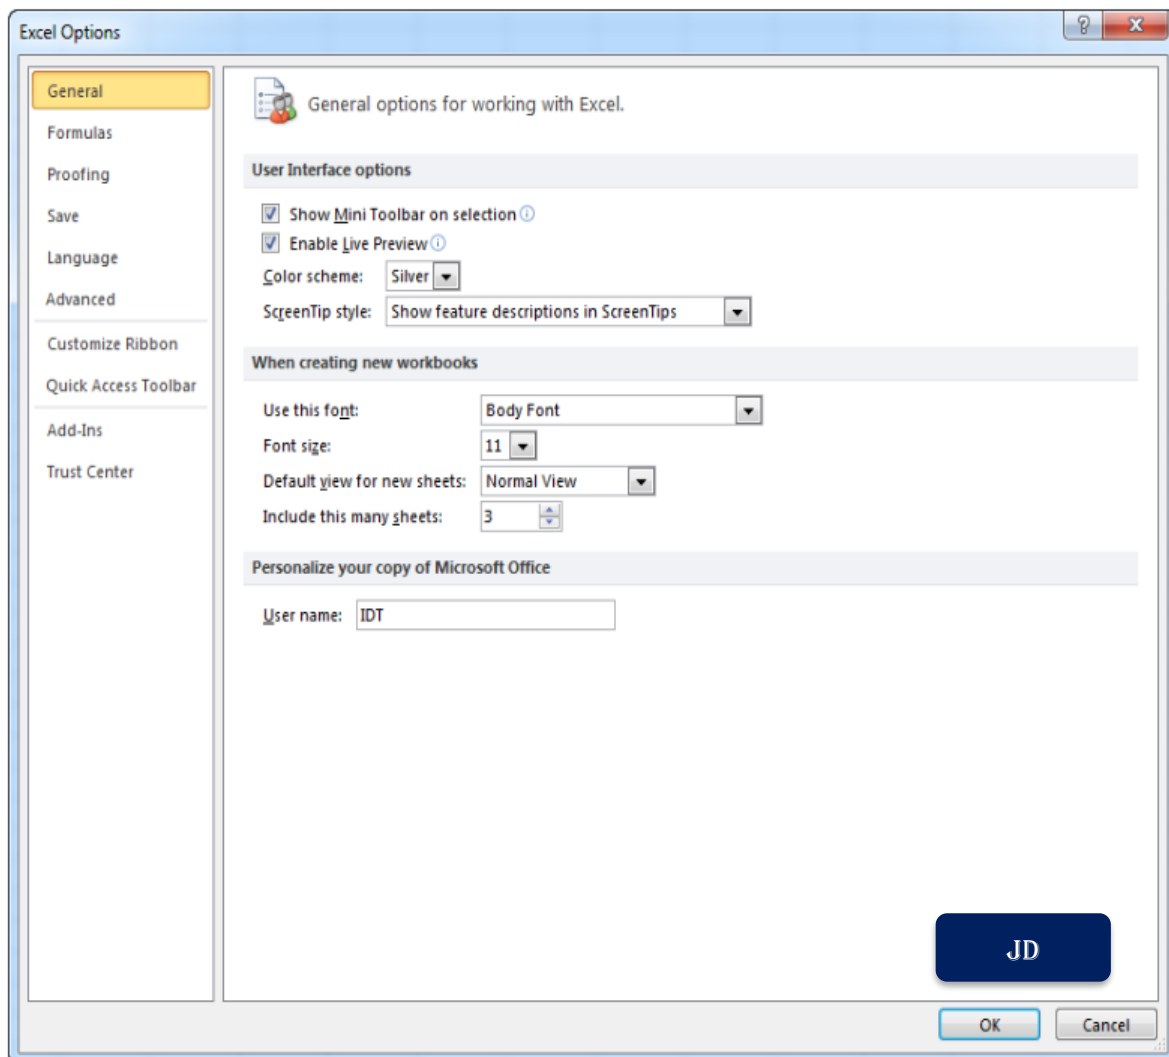 Excel Options
General
Formulas
Proofing
Save
Language
Advanced
Customize Ribbon
Quick Access Toolbar
Add-Ins
Trust Center
General options for working with Excel.
User Interface options
Show Mini Toolbar on selection
Enable Live Preview
Color scheme: Silver
ScreenTip style: Show feature descriptions in ScreenTips
When creating new workbooks
Use this font: Body Font
Font size: 11
Default view for new sheets: Normal View
Include this many sheets: 3
Personalize your copy of Microsoft Office
User name: IDT
JD
OK Cancel